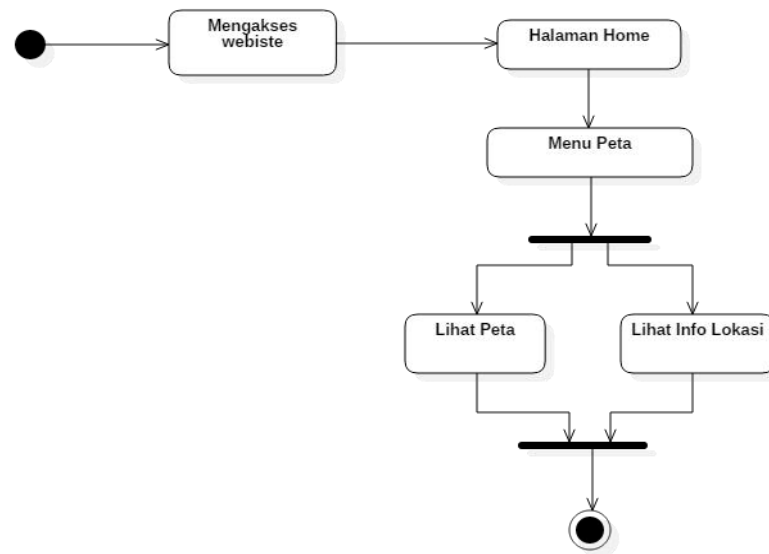 Mengakses
webiste
Halaman Home
Menu Peta
Lihat Peta
Lihat Info Lokasi